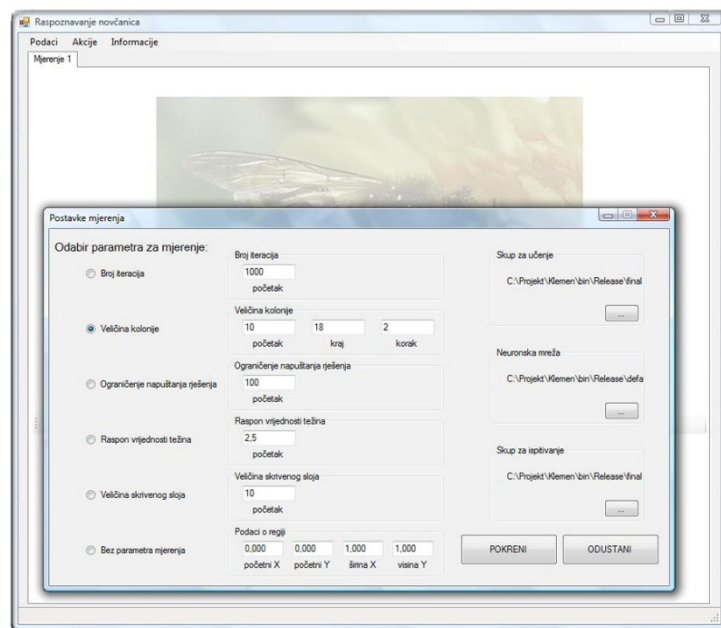 Raspoznavanje novčanica
Podaci Akcije Informacije
Mjerenje 1
Postavke mjerenja
Odabir parametra za mjerenje:
Broj iteracija
Veličina kolonije
Ograničenje napuštanja rješenja
Raspon vrijednosti težina
Veličina skrivenog sloja
Bez parametra mjerenja
Broj iteracija
1000
početak
Veličina kolonije
10 18 2
početak kraj korak
Ograničenje napuštanja rješenja
100
početak
Raspon vrijednosti težina
2,5
početak
Veličina skrivenog sloja
10
početak
Podaci o regiji
0,000 0,000 1,000 1,000
početni X početni Y širina X visina Y
Skup za učenje
C:\Projekt\Klemen\bin\Release\final
...
Neuronska mreža
C:\Projekt\Klemen\bin\Release\defa
...
Skup za ispitivanje
C:\Projekt\Klemen\bin\Release\final
...
POKRENI ODUSTANI